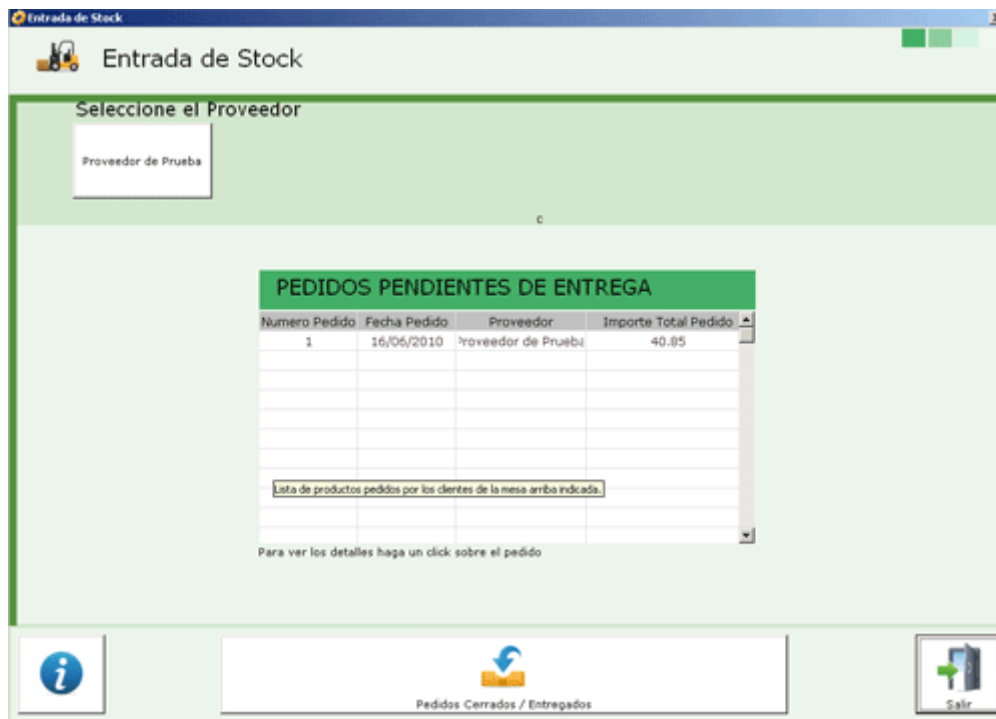 Entrada de Stock
Entrada de Stock
Seleccione el Proveedor
Proveedor de Prueba
c
PEDIDOS PENDIENTES DE ENTREGA
Numero Pedido Fecha Pedido Proveedor Importe Total Pedido
1 16/06/2010 Proveedor de Prueba 40.85
Lista de productos pedidos por los clientes de la mesa arriba indicada.
Para ver los detalles haga un click sobre el pedido
Pedidos Cerrados / Entregados
Salir